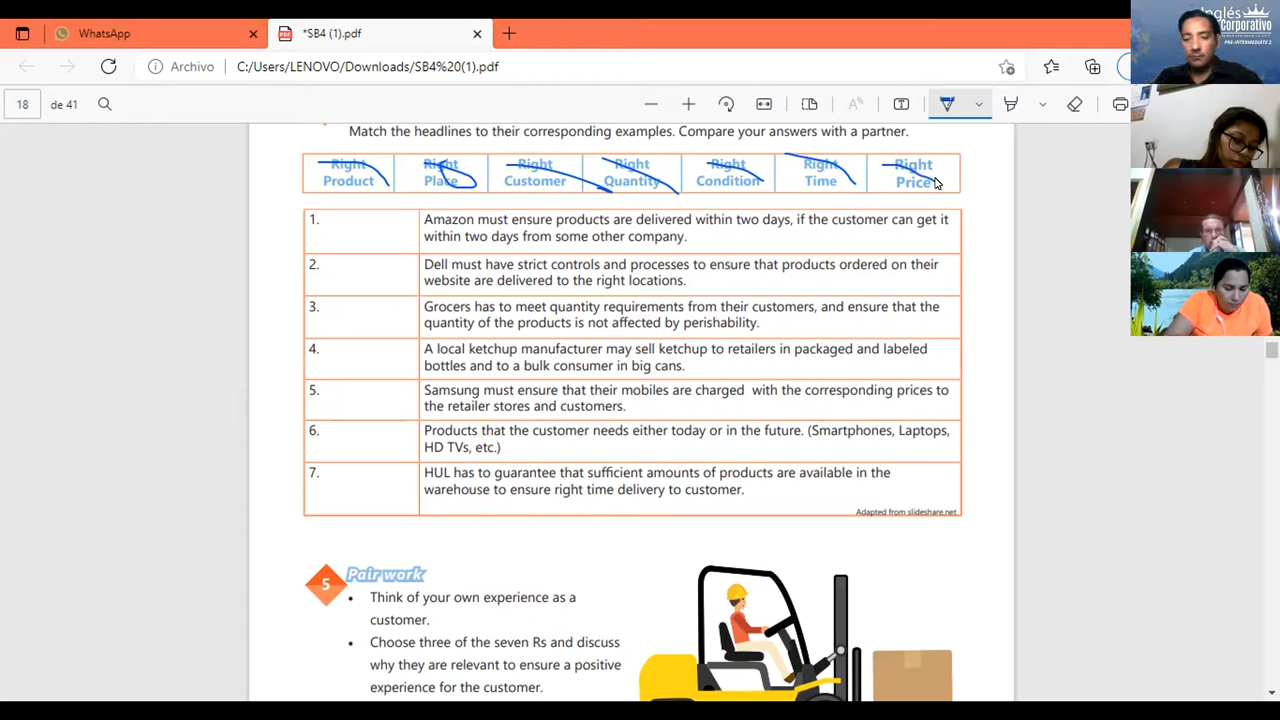 WhatsApp
*SB4 (1).pdf
Archivo
C:/Users/LENOVO/Downloads/SB4%20(1).pdf
Inglés
Corporativo
PRE-INTERMEDIATE 2
18
de 41
Match the headlines to their corresponding examples. Compare your answers with a partner.
Right Product
Right Place
Right Customer
Right Quantity
Right Condition
Right Time
Right Price
1. Amazon must ensure products are delivered within two days, if the customer can get it
within two days from some other company.
2. Dell must have strict controls and processes to ensure that products ordered on their
website are delivered to the right locations.
3. Grocers has to meet quantity requirements from their customers, and ensure that the
quantity of the products is not affected by perishability.
4. A local ketchup manufacturer may sell ketchup to retailers in packaged and labeled
bottles and to a bulk consumer in big cans.
5. Samsung must ensure that their mobiles are charged with the corresponding prices to
the retailer stores and customers.
6. Products that the customer needs either today or in the future. (Smartphones, Laptops,
HD TVs, etc.)
7. HUL has to guarantee that sufficient amounts of products are available in the
warehouse to ensure right time delivery to customer.
Adapted from slideshare.net
5
Pair work
• Think of your own experience as a
customer.
• Choose three of the seven Rs and discuss
why they are relevant to ensure a positive
experience for the customer.